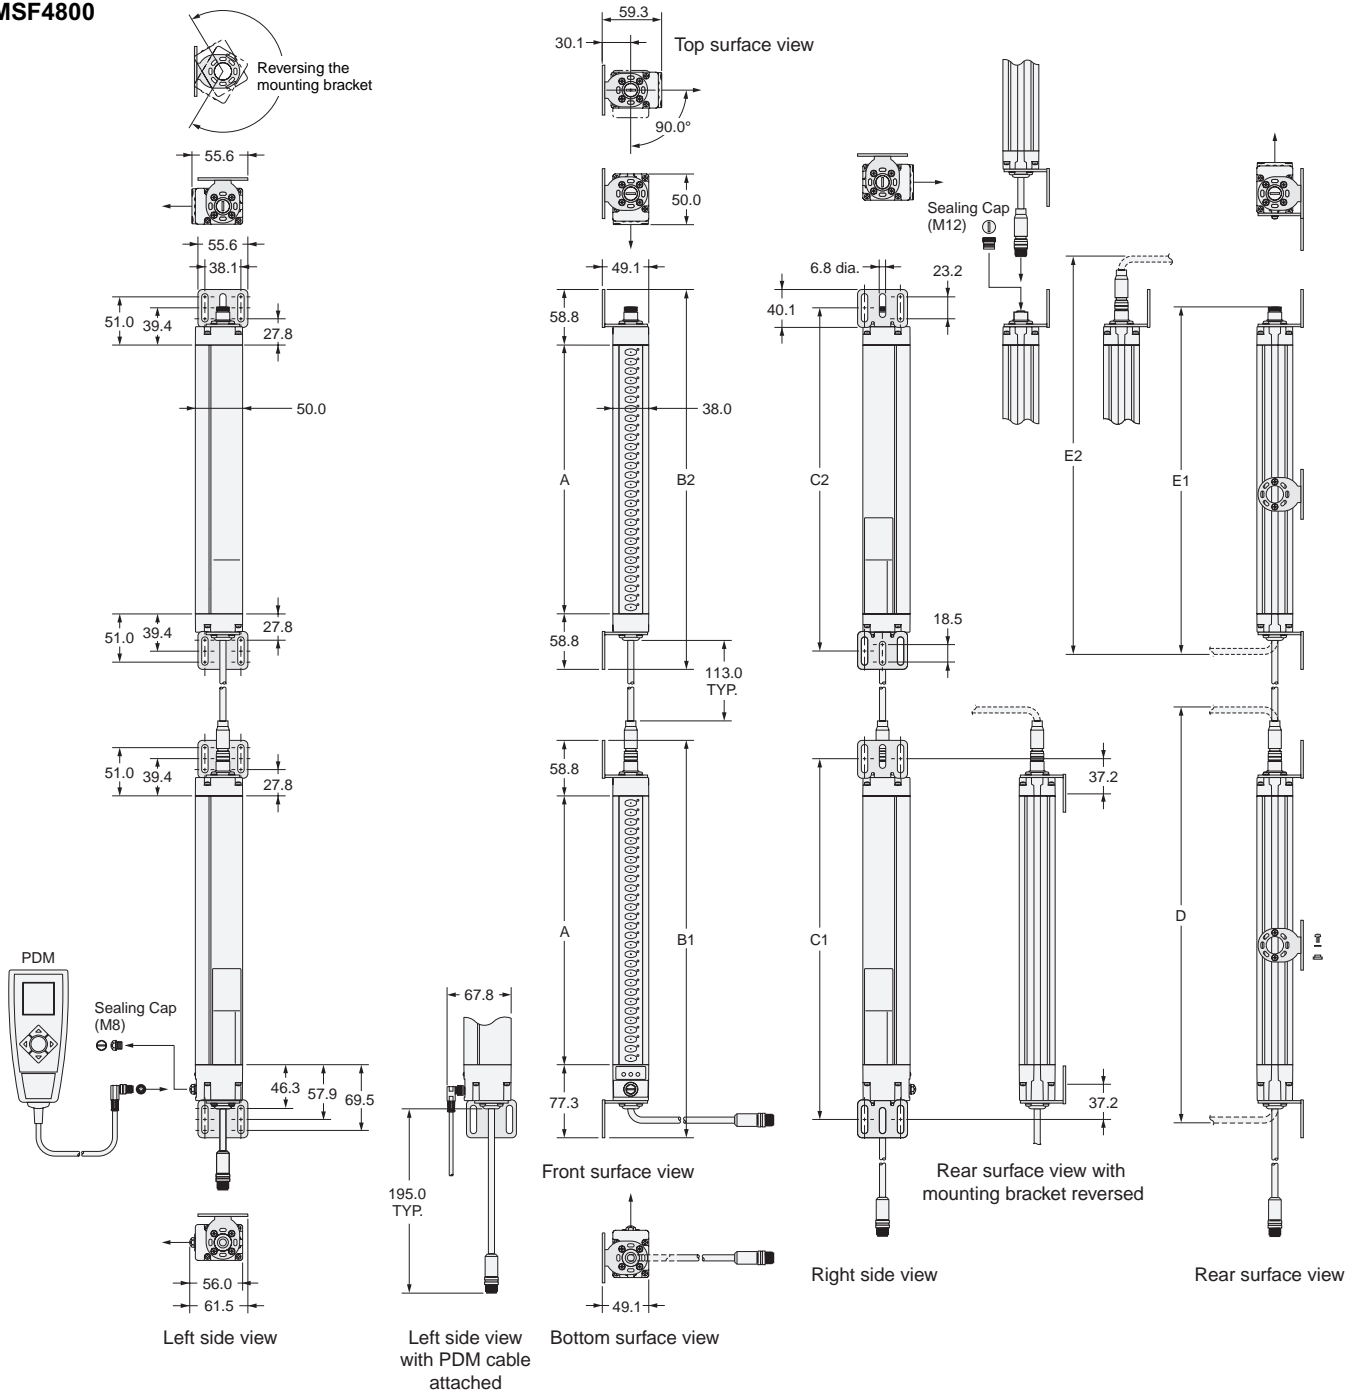 MSF4800
59.3
30.1
Top surface view
Reversing the
mounting bracket
90.0°
55.6
50.0
Sealing Cap
(M12)
55.6
38.1
49.1
6.8 dia.
23.2
51.0
39.4
27.8
58.8
40.1
50.0
38.0
A
B2
C2
E2
E1
51.0
39.4
27.8
58.8
18.5
113.0
TYP.
51.0
39.4
27.8
58.8
37.2
A
B1
C1
D
PDM
Sealing Cap
(M8)
67.8
46.3
57.9
69.5
77.3
37.2
Front surface view
Rear surface view with
mounting bracket reversed
195.0
TYP.
56.0
61.5
49.1
Right side view
Rear surface view
Left side view
Left side view
with PDM cable
attached
Bottom surface view